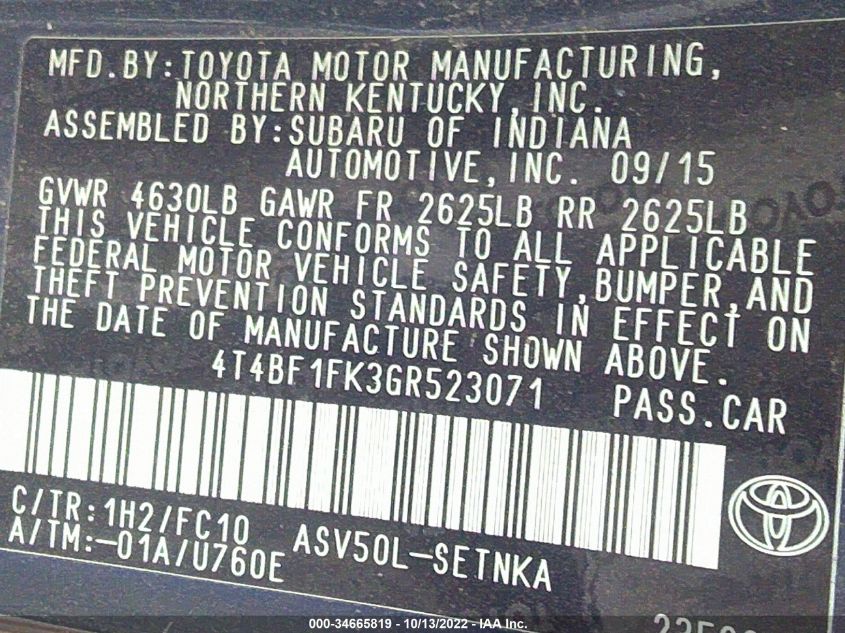 MFD.BY:TOYOTA MOTOR MANUFACTURING,
NORTHERN KENTUCKY,INC.
ASSEMBLED BY:SUBARU OF INDIANA
AUTOMOTIVE,INC. 09/15
GVWR 4630LB GAWR FR 2625LB RR 2625LB
THIS VEHICLE CONFORMS TO ALL APPLICABLE
FEDERAL MOTOR VEHICLE SAFETY,BUMPER,AND
THEFT PREVENTION STANDARDS IN EFFECT ON
THE DATE OF MANUFACTURE SHOWN ABOVE.
4T4BF1FK3GR523071 PASS.CAR
C/TR:1H2/FC10
A/TM:-01A/U760E ASV50L-SETNKA
000-34665819 / 10/13/2022 - IAA Inc.